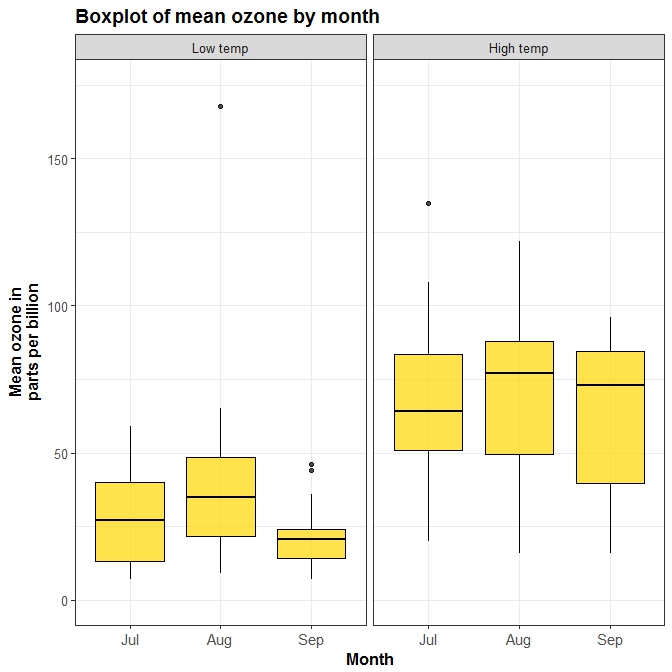 Boxplot of mean ozone by month
Low temp
High temp
150
100
50
0
Mean ozone in
parts per billion
Jul
Aug
Sep
Jul
Aug
Sep
Month